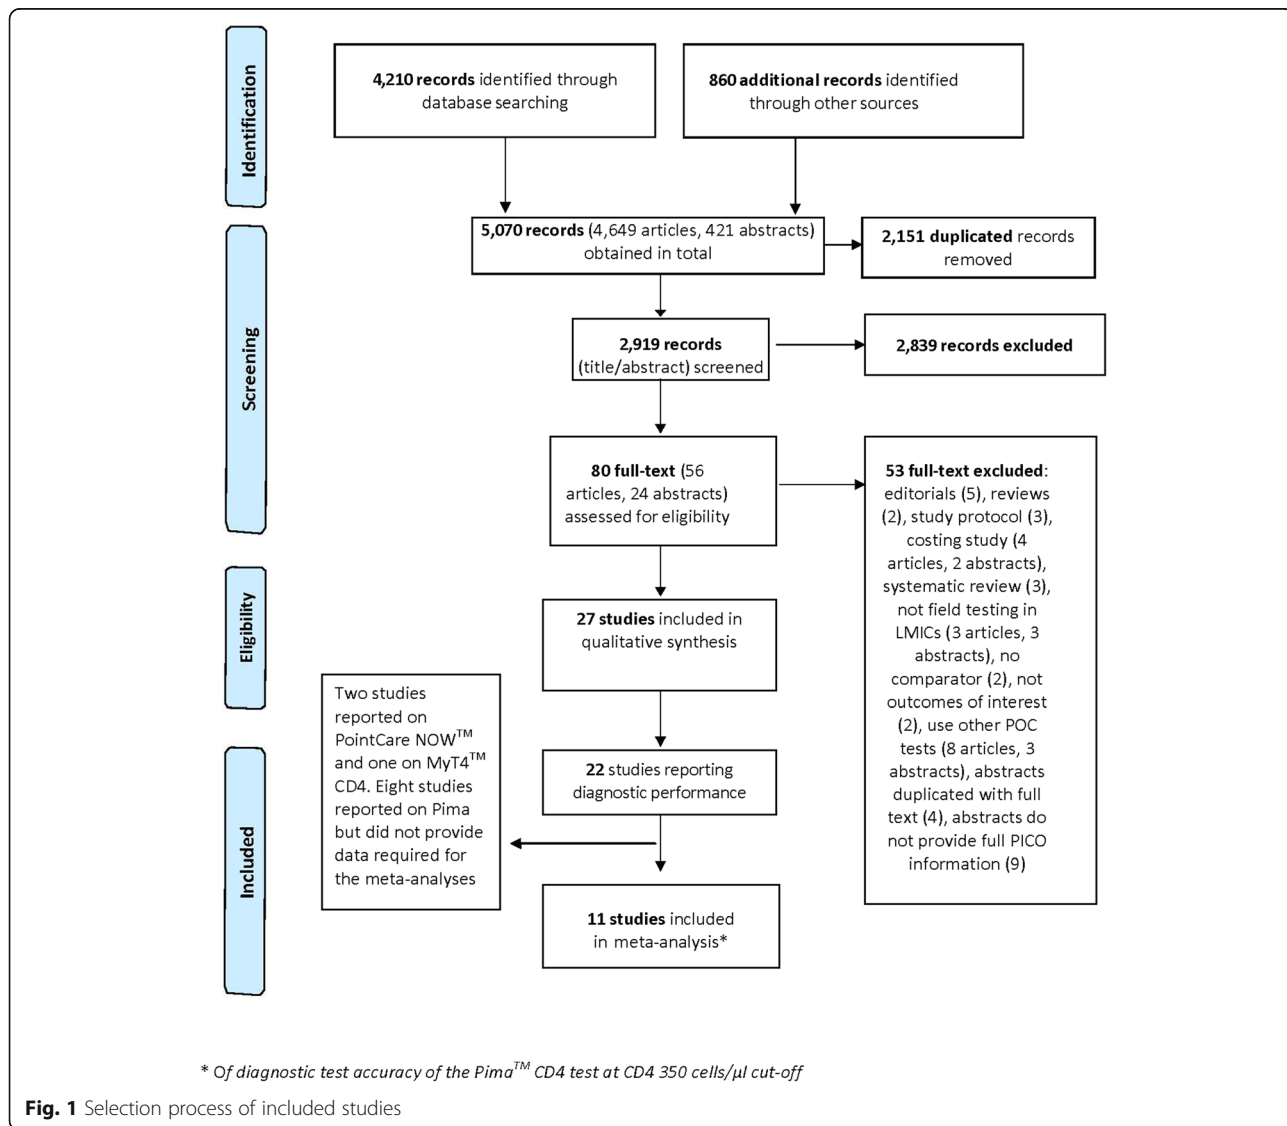 Identification
4,210 records identified through
database searching
860 additional records identified
through other sources
Screening
5,070 records (4,649 articles, 421 abstracts)
obtained in total
2,151 duplicated records
removed
2,919 records
(title/abstract) screened
2,839 records excluded
80 full-text (56
articles, 24 abstracts)
assessed for eligibility
53 full-text excluded:
editorials (5), reviews
(2), study protocol (3),
costing study (4
articles, 2 abstracts),
systematic review (3),
not field testing in
LMICs (3 articles, 3
abstracts), no
comparator (2), not
outcomes of interest
(2), use other POC
tests (8 articles, 3
abstracts), abstracts
duplicated with full
text (4), abstracts do
not provide full PICO
information (9)
Eligibility
27 studies included in
qualitative synthesis
Two studies
reported on
PointCare NOW™
and one on MyT4™
CD4. Eight studies
reported on Pima
but did not provide
data required for
the meta-analyses
Included
22 studies reporting
diagnostic performance
11 studies included
in meta-analysis*
* Of diagnostic test accuracy of the Pima™ CD4 test at CD4 350 cells/µl cut-off
Fig. 1 Selection process of included studies